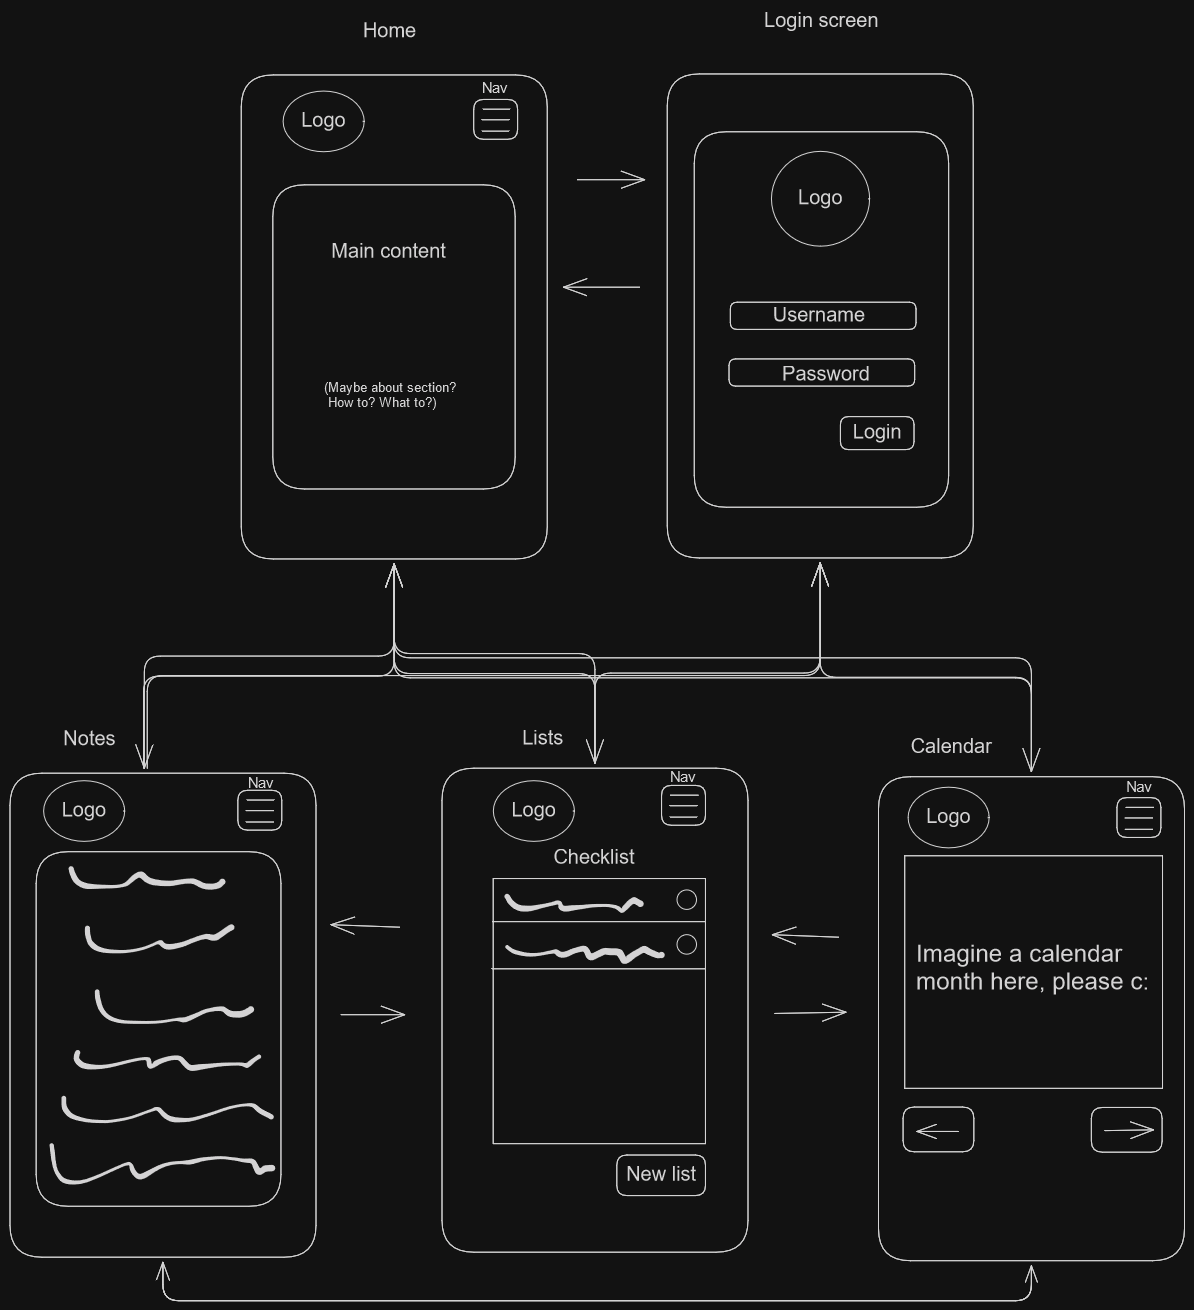 Home
Login screen
Logo
Nav
Main content
(Maybe about section?
How to? What to?)
Logo
Username
Password
Login
Notes
Logo
Nav
Lists
Logo
Nav
Checklist
New list
Calendar
Logo
Nav
Imagine a calendar
month here, please c: